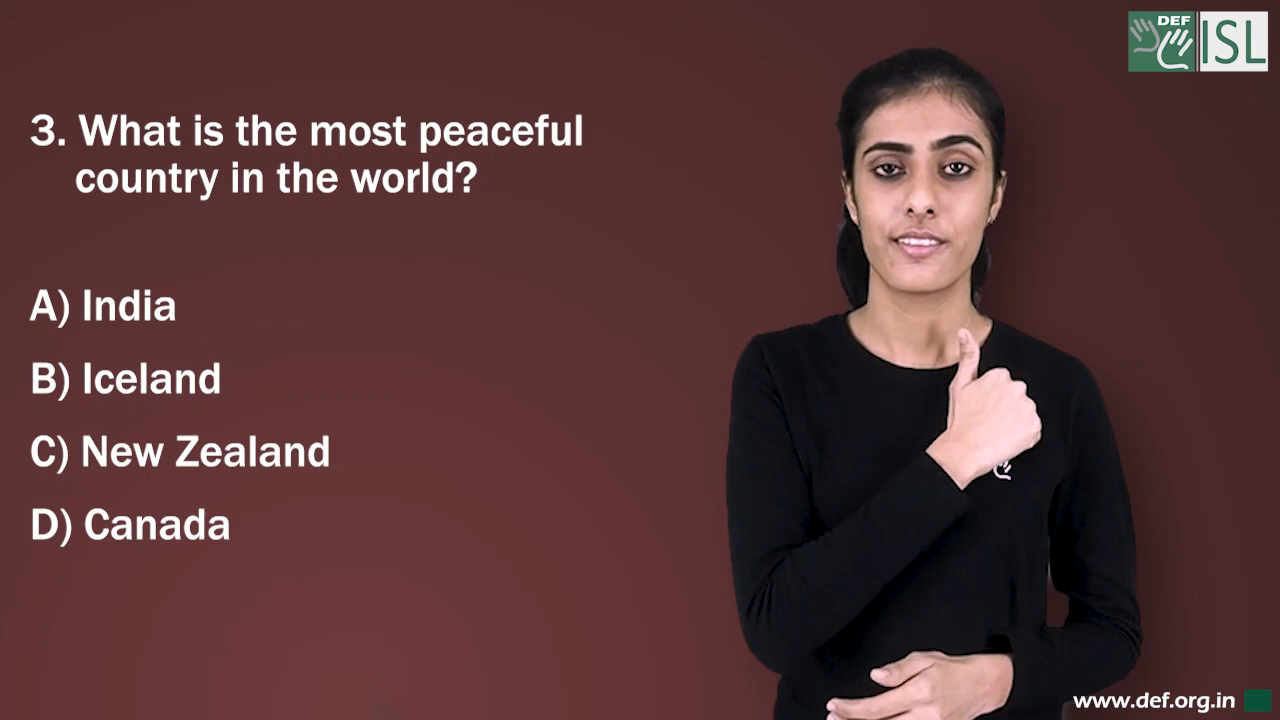 DEF
ISL
3. What is the most peaceful
country in the world?
A) India
B) Iceland
C) New Zealand
D) Canada
www.def.org.in